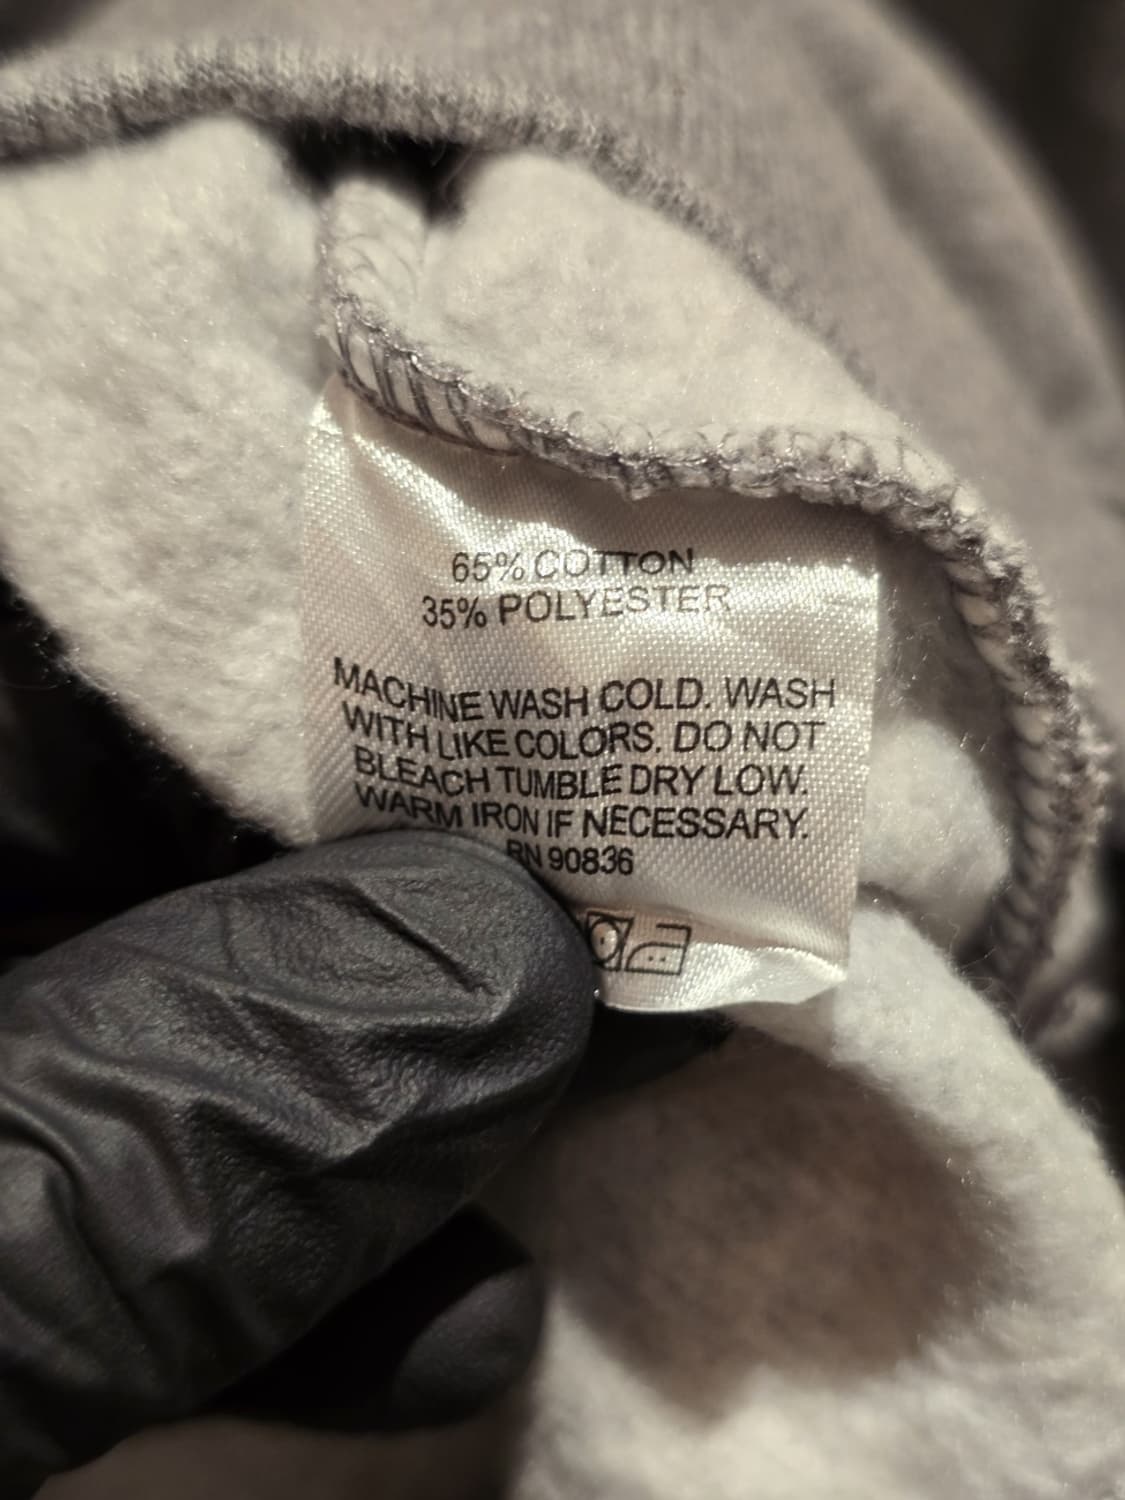 65% COTTON
35% POLYESTER
MACHINE WASH COLD. WASH
WITH LIKE COLORS. DO NOT
BLEACH TUMBLE DRY LOW.
WARM IRON IF NECESSARY.
RN 90836